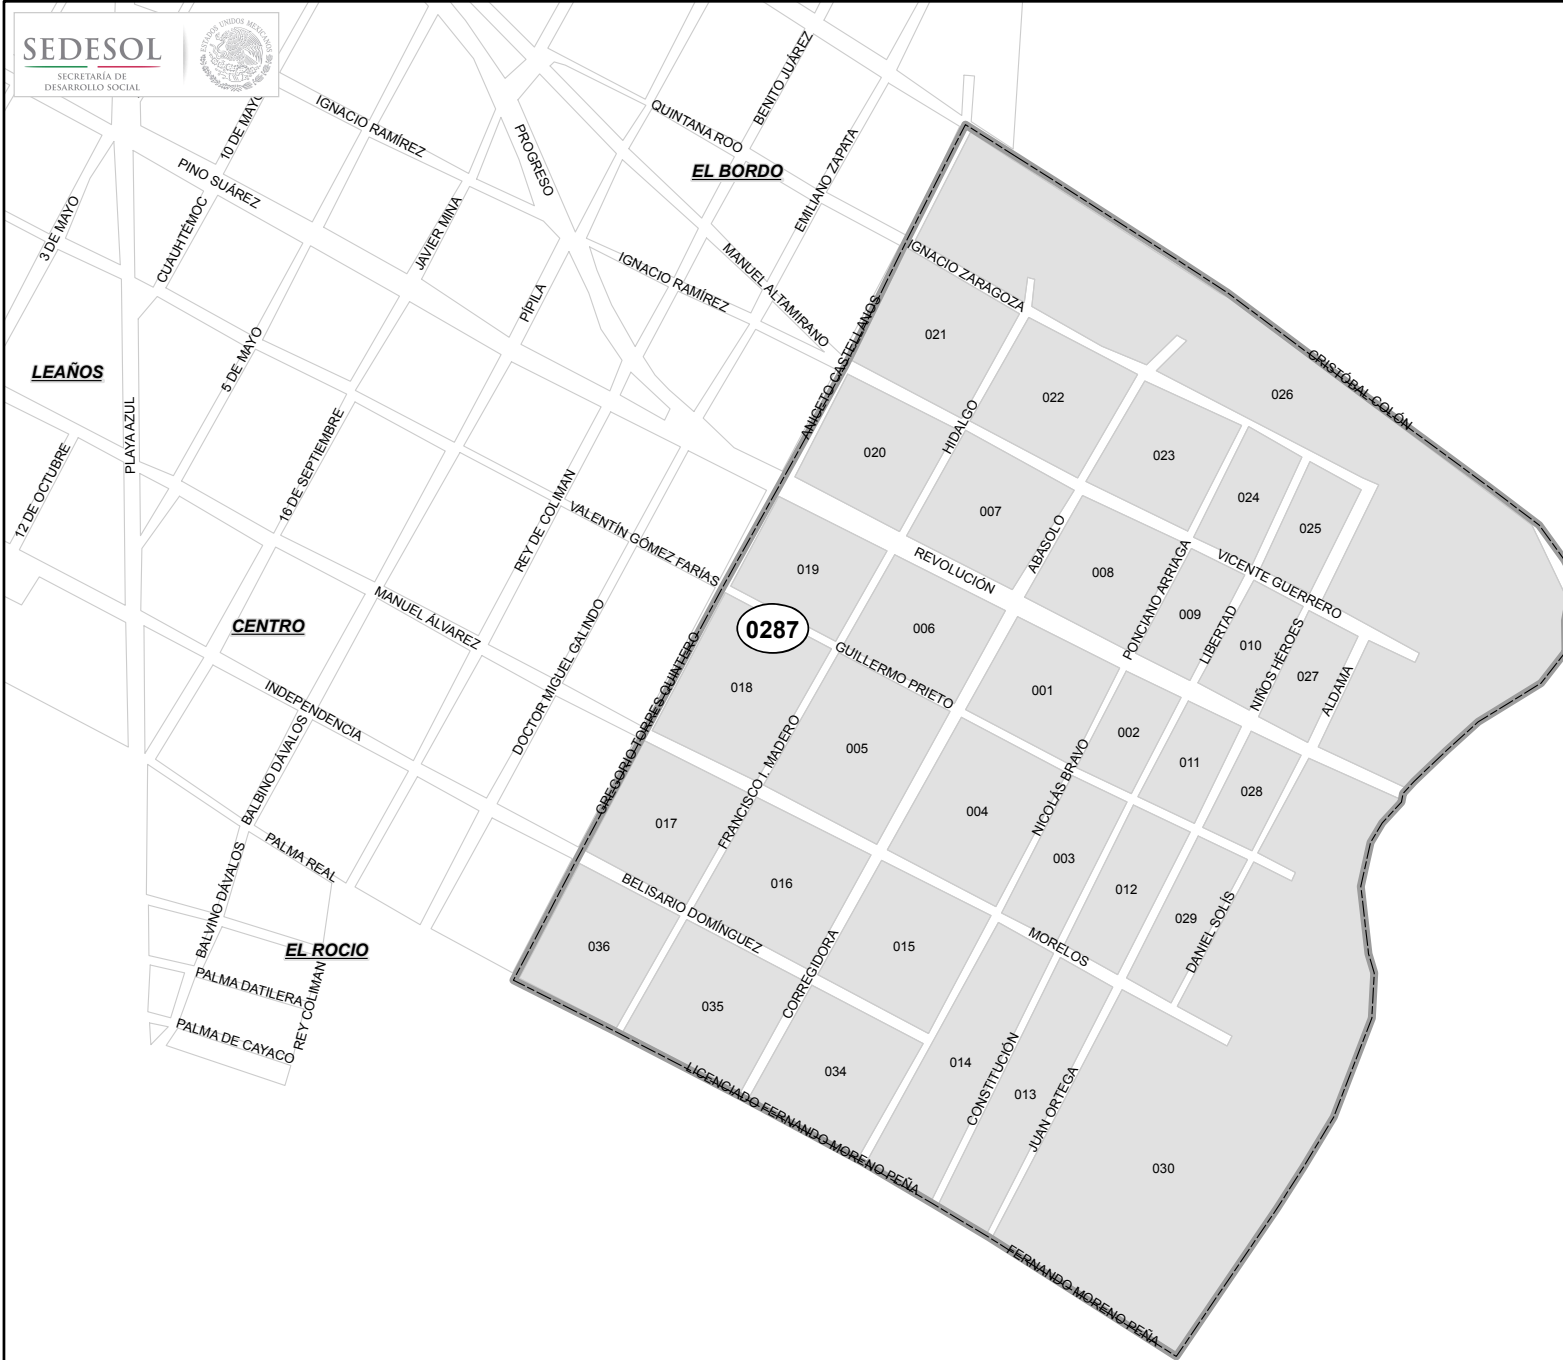 SEDESOL
SECRETARÍA DE
DESARROLLO SOCIAL
ESTADOS UNIDOS MEXICANOS
10 DE MAYO
IGNACIO RAMÍREZ
PROGRESO
QUINTANA ROO
BENITO JUÁREZ
EL BORDO
EMILIANO ZAPATA
PINO SUÁREZ
3 DE MAYO
CUAUHTÉMOC
JAVIER MINA
PIPILA
IGNACIO RAMÍREZ
MANUEL ALTAMIRANO
IGNACIO ZARAGOZA
ANICETO CASTELLANOS
CRISTÓBAL COLÓN
LEAÑOS
5 DE MAYO
PLAYA AZUL
12 DE OCTUBRE
16 DE SEPTIEMBRE
REY DE COLIMAN
VALENTÍN GÓMEZ FARÍAS
021
022
026
HIDALGO
020
023
024
025
007
ABASOLO
REVOLUCIÓN
008
PONCIANO ARRIAGA
VICENTE GUERRERO
019
0287
006
009
LIBERTAD
010
NIÑOS HÉROES
027
ALDAMA
CENTRO
MANUEL ÁLVAREZ
DOCTOR MIGUEL GALINDO
GREGORIO TORRES QUINTERO
GUILLERMO PRIETO
018
001
002
INDEPENDENCIA
BALBINO DÁVALOS
FRANCISCO I. MADERO
005
NICOLÁS BRAVO
011
028
017
004
003
PALMA REAL
BALVINO DÁVALOS
BELISARIO DOMÍNGUEZ
016
012
029
DANIEL SOLÍS
EL ROCIO
036
015
MORELOS
CORREGIDORA
PALMA DATILERA
REY COLIMAN
PALMA DE CAYACO
035
034
014
CONSTITUCIÓN
013
JUAN ORTEGA
LICENCIADO FERNANDO MORENO PEÑA
030
FERNANDO MORENO PEÑA